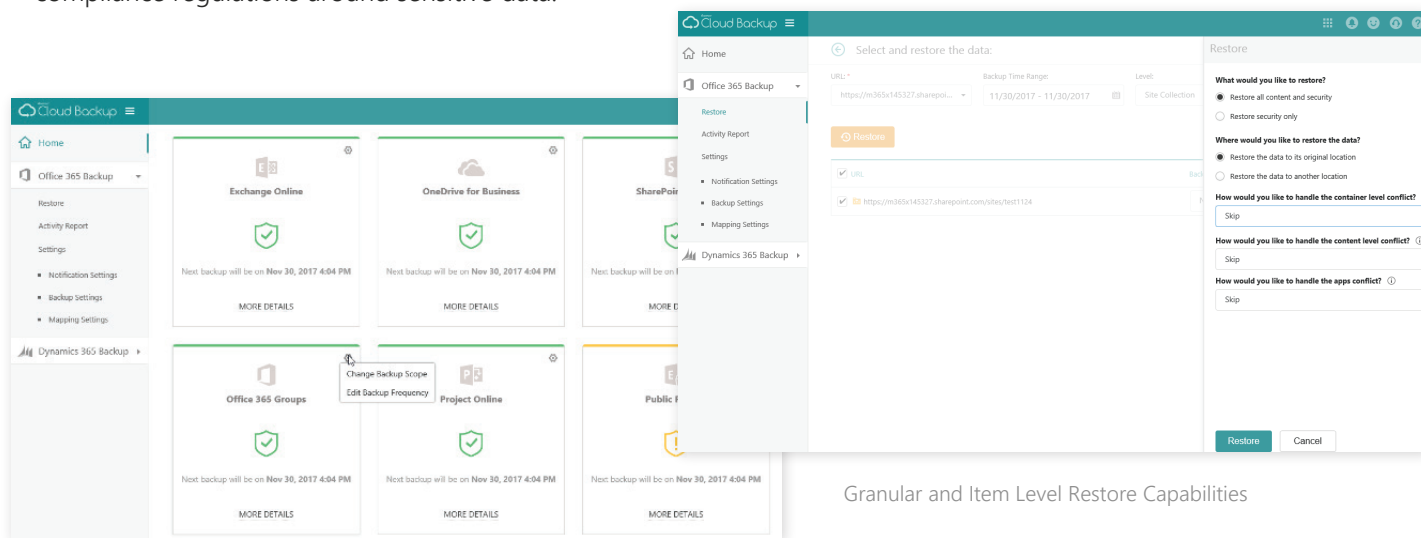 compliance regulations around sensitive data.
Cloud Backup
Home
Office 365 Backup
Restore
Activity Report
Settings
Notification Settings
Backup Settings
Mapping Settings
Dynamics 365 Backup
Exchange Online
Next backup will be on Nov 30, 2017 4:04 PM
MORE DETAILS
OneDrive for Business
Next backup will be on Nov 30, 2017 4:04 PM
MORE DETAILS
Next backup will be on
MORE
Office 365 Groups
Next backup will be on Nov 30, 2017 4:04 PM
MORE DETAILS
Change Backup Scope
Edit Backup Frequency
Project Online
Next backup will be on Nov 30, 2017 4:04 PM
MORE DETAILS
Public
Next backup will be on Nov 30, 2017 4:04 PM
MORE DETAILS
Cloud Backup
Home
Office 365 Backup
Restore
Activity Report
Settings
Notification Settings
Backup Settings
Mapping Settings
Dynamics 365 Backup
Select and restore the data:
URL: *
Backup Time Range:
Level:
https://m365x145327.sharepoi...
11/30/2017 - 11/30/2017
Site Collection
Restore
URL
https://m365x145327.sharepoint.com/sites/test1124
Restore
What would you like to restore?
Restore all content and security
Restore security only
Where would you like to restore the data?
Restore the data to its original location
Restore the data to another location
How would you like to handle the container level conflict?
Skip
How would you like to handle the content level conflict?
Skip
How would you like to handle the apps conflict?
Skip
Restore
Cancel
Granular and Item Level Restore Capabilities